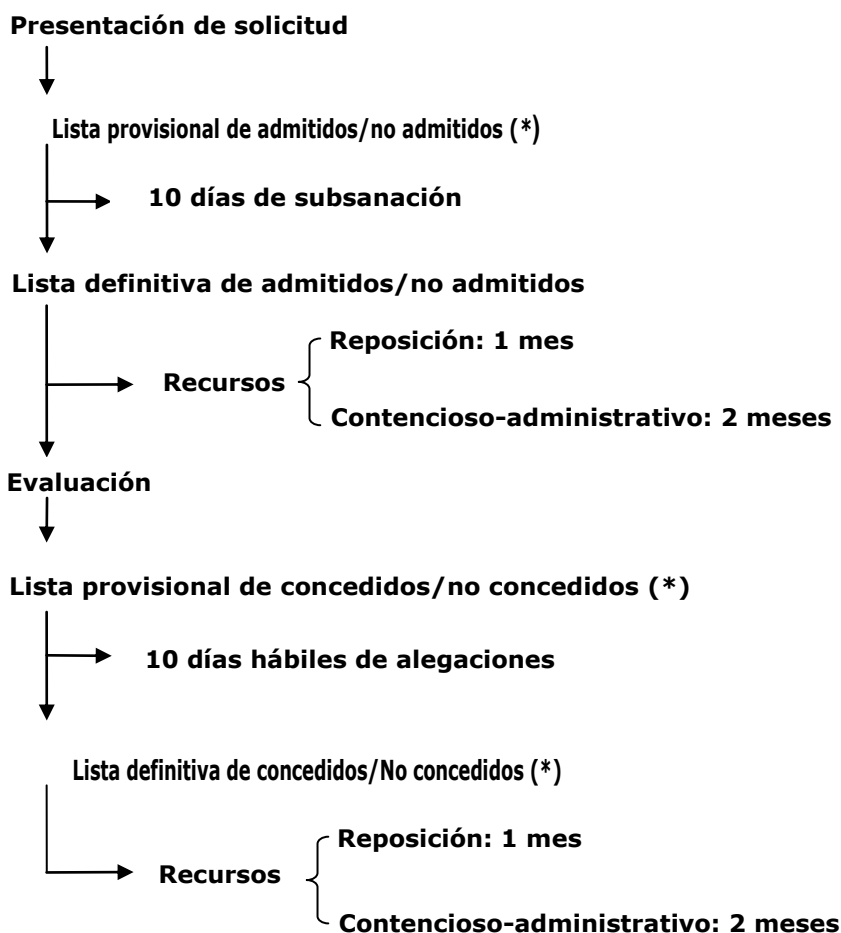 Presentación de solicitud
Lista provisional de admitidos/no admitidos (*)
10 días de subsanación
Lista definitiva de admitidos/no admitidos
Reposición: 1 mes
Recursos
Contencioso-administrativo: 2 meses
Evaluación
Lista provisional de concedidos/no concedidos (*)
10 días hábiles de alegaciones
Lista definitiva de concedidos/No concedidos (*)
Reposición: 1 mes
Recursos
Contencioso-administrativo: 2 meses